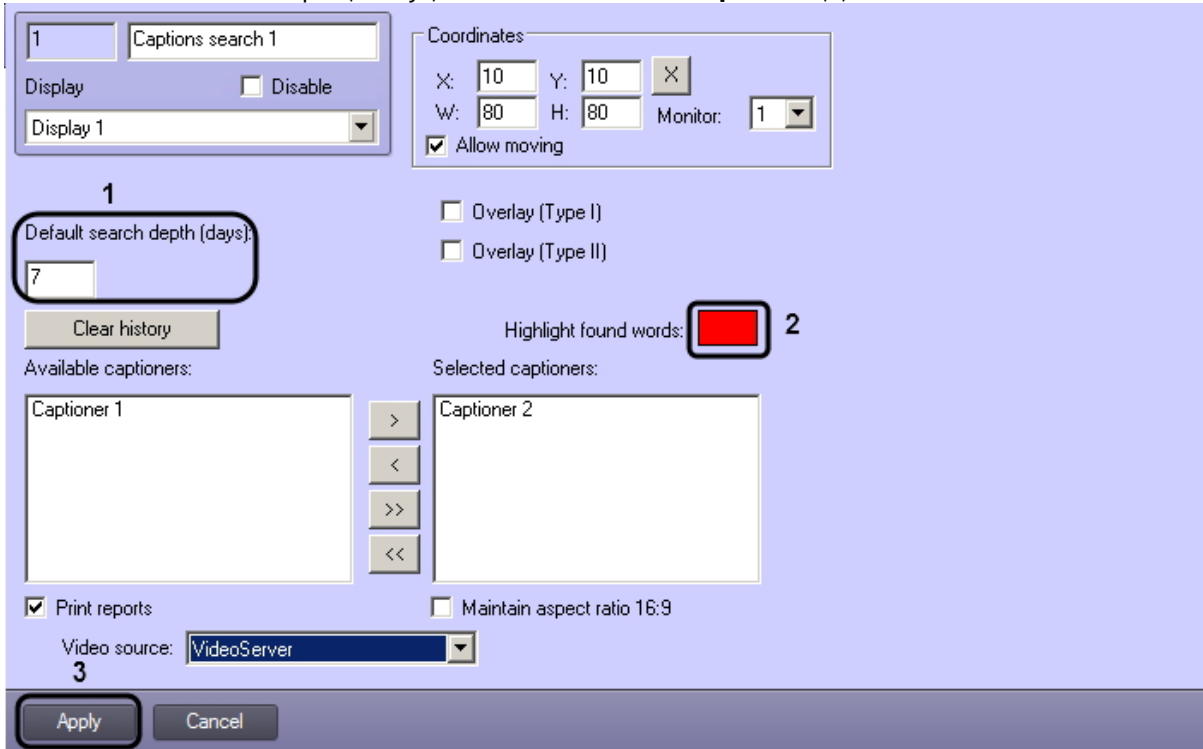 1 Captions search 1
Display Disable
Display 1
Coordinates
X: 10 Y: 10 X
W: 80 H: 80 Monitor: 1
Allow moving
1
Default search depth (days):
7
Overlay (Type I)
Overlay (Type II)
Clear history
Highlight found words: 2
Available captioners: Selected captioners:
Captioner 1 Captioner 2
>
<
>>
<<
Print reports Maintain aspect ratio 16:9
Video source: VideoServer
3
Apply Cancel